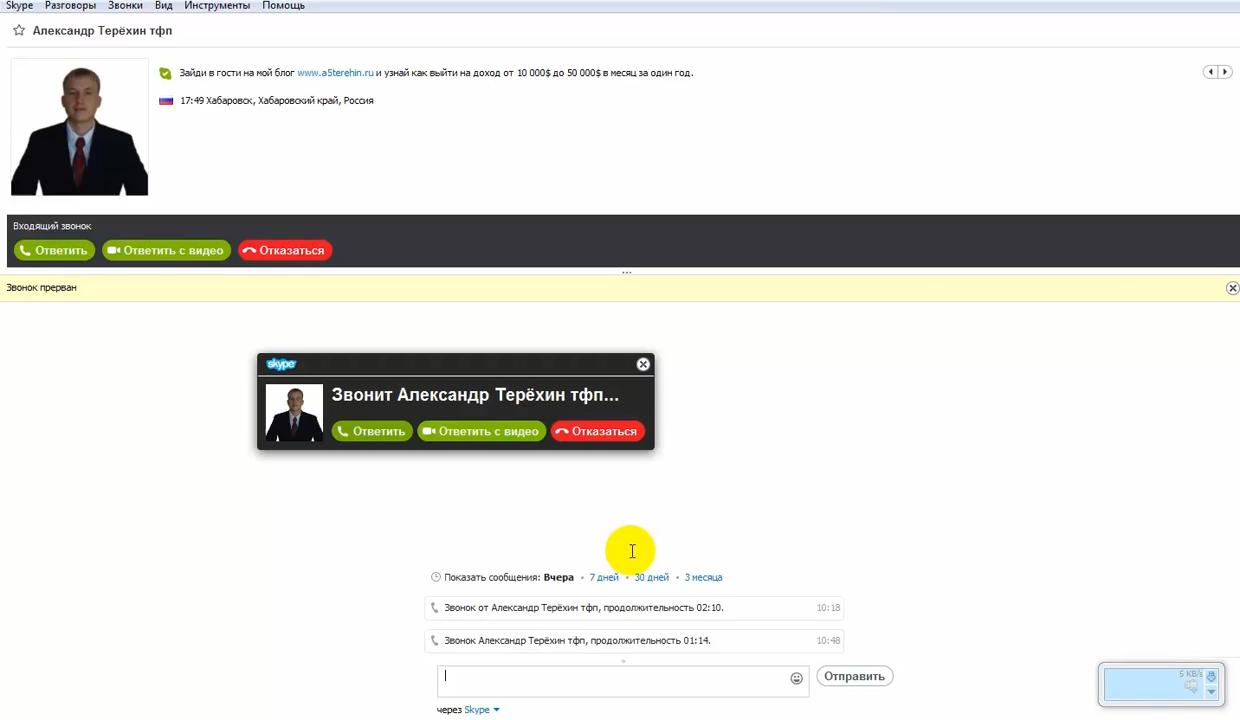 Skype Разговоры Звонки Вид Инструменты Помощь
Александр Терёхин тфп
Зайди в гости на мой блог www.a5terehin.ru и узнай как выйти на доход от 10 000$ до 50 000$ в месяц за один год.
17:49 Хабаровск, Хабаровский край, Россия
Входящий звонок
Ответить Ответить с видео Отказаться
Звонок прерван
skype
Звонит Александр Терёхин тфп...
Ответить Ответить с видео Отказаться
Показать сообщения: Вчера • 7 дней • 30 дней • 3 месяца
Звонок от Александр Терёхин тфп, продолжительность 02:10. 10:18
Звонок Александр Терёхин тфп, продолжительность 01:14. 10:48
Отправить
5 KB/s
через Skype